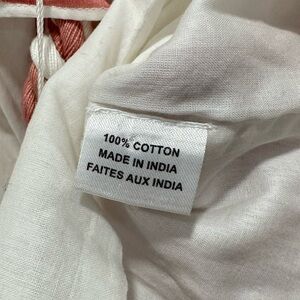 100% COTTON
MADE IN INDIA
FAITES AUX INDIA